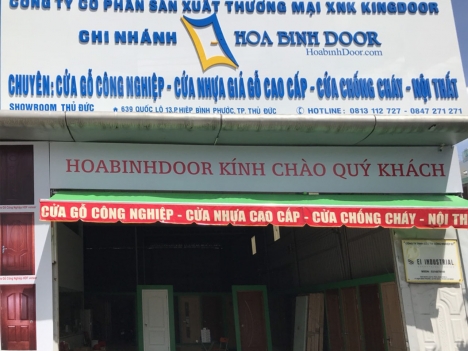 CÔNG TY CỔ PHẦN SẢN XUẤT THƯƠNG MẠI XNK KINGDOOR
CHI NHÁNH HOA BINH DOOR
HoabinhDoor.com
CHUYÊN: CỬA GỖ CÔNG NGHIỆP - CỬA NHỰA GIẢ GỖ CAO CẤP - CỬA CHỐNG CHÁY - NỘI THẤT
SHOWROOM THỦ ĐỨC ★ 639 QUỐC LỘ 13, P. HIỆP BÌNH PHƯỚC, TP. THỦ ĐỨC HOTLINE: 0813 112 727 - 0847 271 271
HOABINHDOOR KÍNH CHÀO QUÝ KHÁCH
CỬA GỖ CÔNG NGHIỆP - CỬA NHỰA CAO CẤP - CỬA CHỐNG CHÁY - NỘI TH
EI INDUSTRIAL